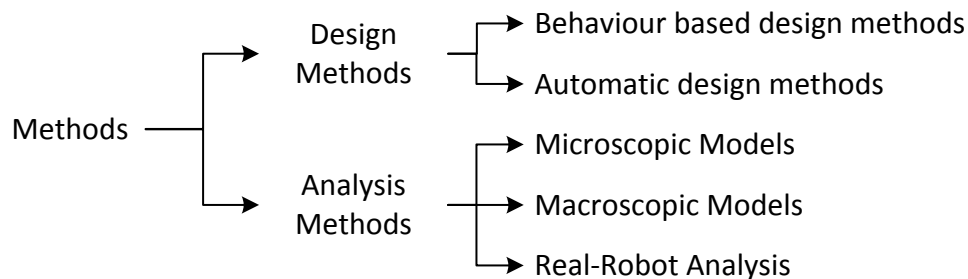 Methods
Design
Methods
Behaviour based design methods
Automatic design methods
Analysis
Methods
Microscopic Models
Macroscopic Models
Real-Robot Analysis